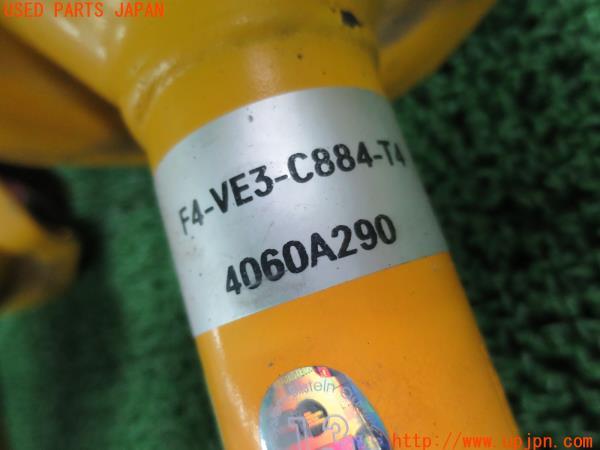 USED PARTS JAPAN
F4-VE3-C884-T4
4060A290
http://www.upjpn.com/